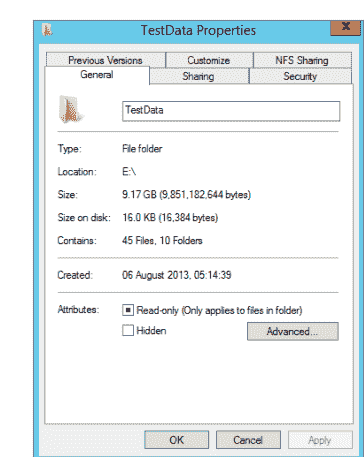 TestData Properties
x
Previous Versions Customize NFS Sharing
General Sharing Security
TestData
Type: File folder
Location: E:\
Size: 9.17 GB (9,851,182,644 bytes)
Size on disk: 16.0 KB (16,384 bytes)
Contains: 45 Files, 10 Folders
Created: 06 August 2013, 05:14:39
Attributes: Read-only (Only applies to files in folder)
Hidden Advanced...
OK Cancel Apply